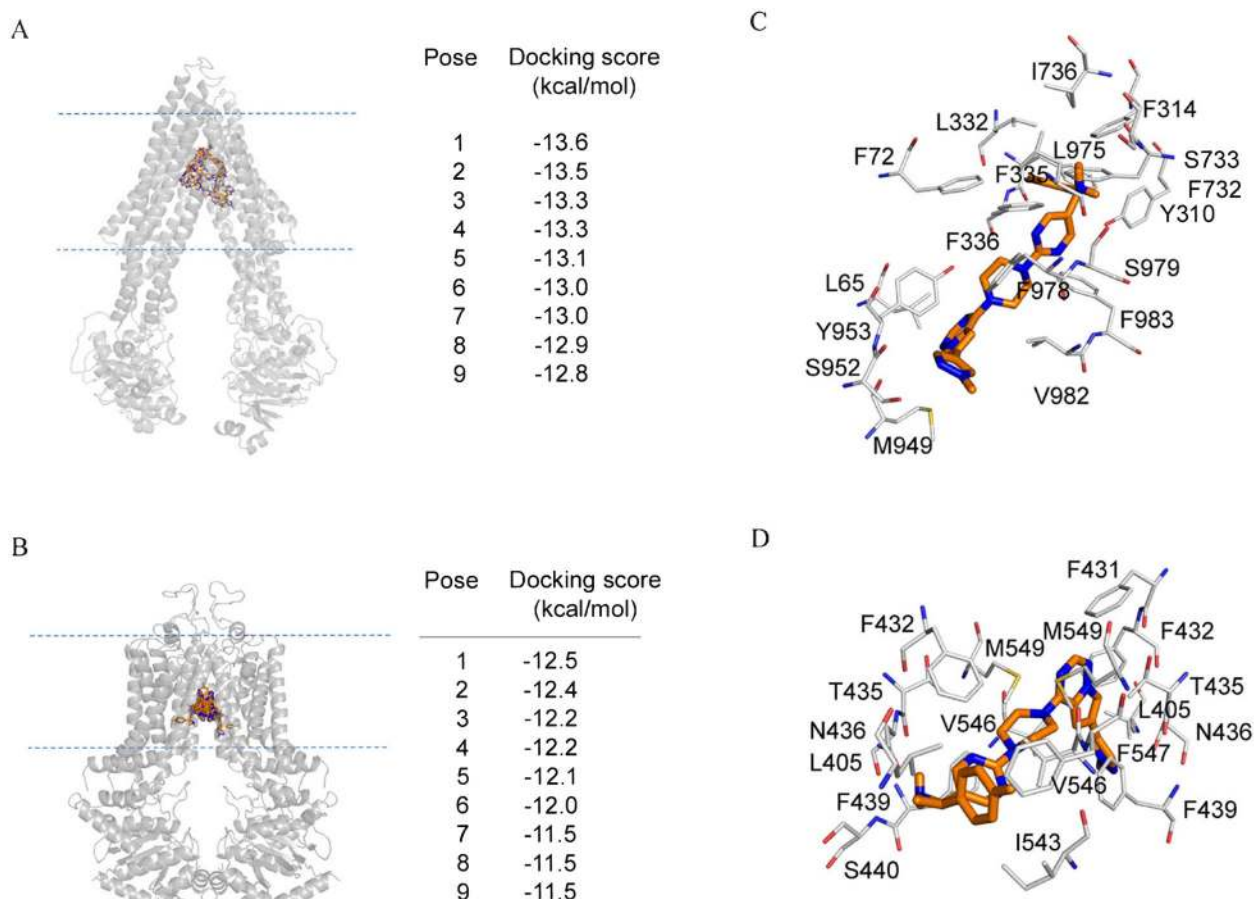 A
Pose Docking score
(kcal/mol)
1 -13.6
2 -13.5
3 -13.3
4 -13.3
5 -13.1
6 -13.0
7 -13.0
8 -12.9
9 -12.8
C
I736
F314
L332
L975
S733
F72
F335
F732
Y310
F336
S979
L65
F978
Y953
F983
S952
V982
M949
B
Pose Docking score
(kcal/mol)
1 -12.5
2 -12.4
3 -12.2
4 -12.2
5 -12.1
6 -12.0
7 -11.5
8 -11.5
9 -11.5
D
F431
F432 M549 F432
M549
T435 T435
L405
N436 V546 N436
F547
L405
V546
F439 F439
I543
S440